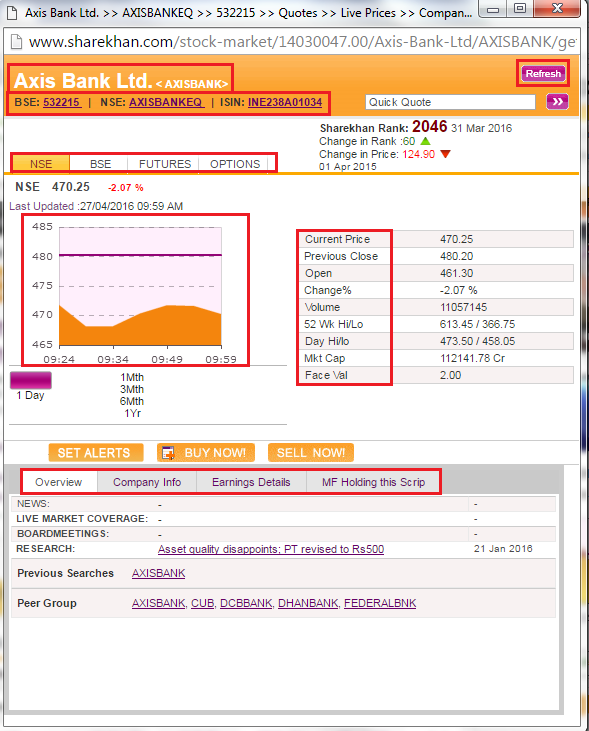 Axis Bank Ltd. >> AXISBANKEQ >> 532215 >> Quotes >> Live Prices >> Compan...
www.sharekhan.com/stock-market/14030047.00/Axis-Bank-Ltd/AXISBANK/ge
Axis Bank Ltd. < AXISBANK>
Refresh
BSE: 532215 | NSE: AXISBANKEQ | ISIN: INE238A01034
Quick Quote
Sharekhan Rank: 2046 31 Mar 2016
Change in Rank :60
Change in Price: 124.90
01 Apr 2015
NSE BSE FUTURES OPTIONS
NSE 470.25 -2.07 %
Last Updated :27/04/2016 09:59 AM
485
480
475
470
465
09:24 09:34 09:49 09:59
1 Day
1Mth
3Mth
6Mth
1Yr
Current Price 470.25
Previous Close 480.20
Open 461.30
Change% -2.07 %
Volume 11057145
52 Wk Hi/Lo 613.45 / 366.75
Day Hi/lo 473.50 / 458.05
Mkt Cap 112141.78 Cr
Face Val 2.00
SET ALERTS BUY NOW! SELL NOW!
Overview Company Info Earnings Details MF Holding this Scrip
NEWS: - -
LIVE MARKET COVERAGE: - -
BOARDMEETINGS: - -
RESEARCH: Asset quality disappoints; PT revised to Rs500 21 Jan 2016
Previous Searches AXISBANK
Peer Group AXISBANK, CUB, DCBBANK, DHANBANK, FEDERALBNK